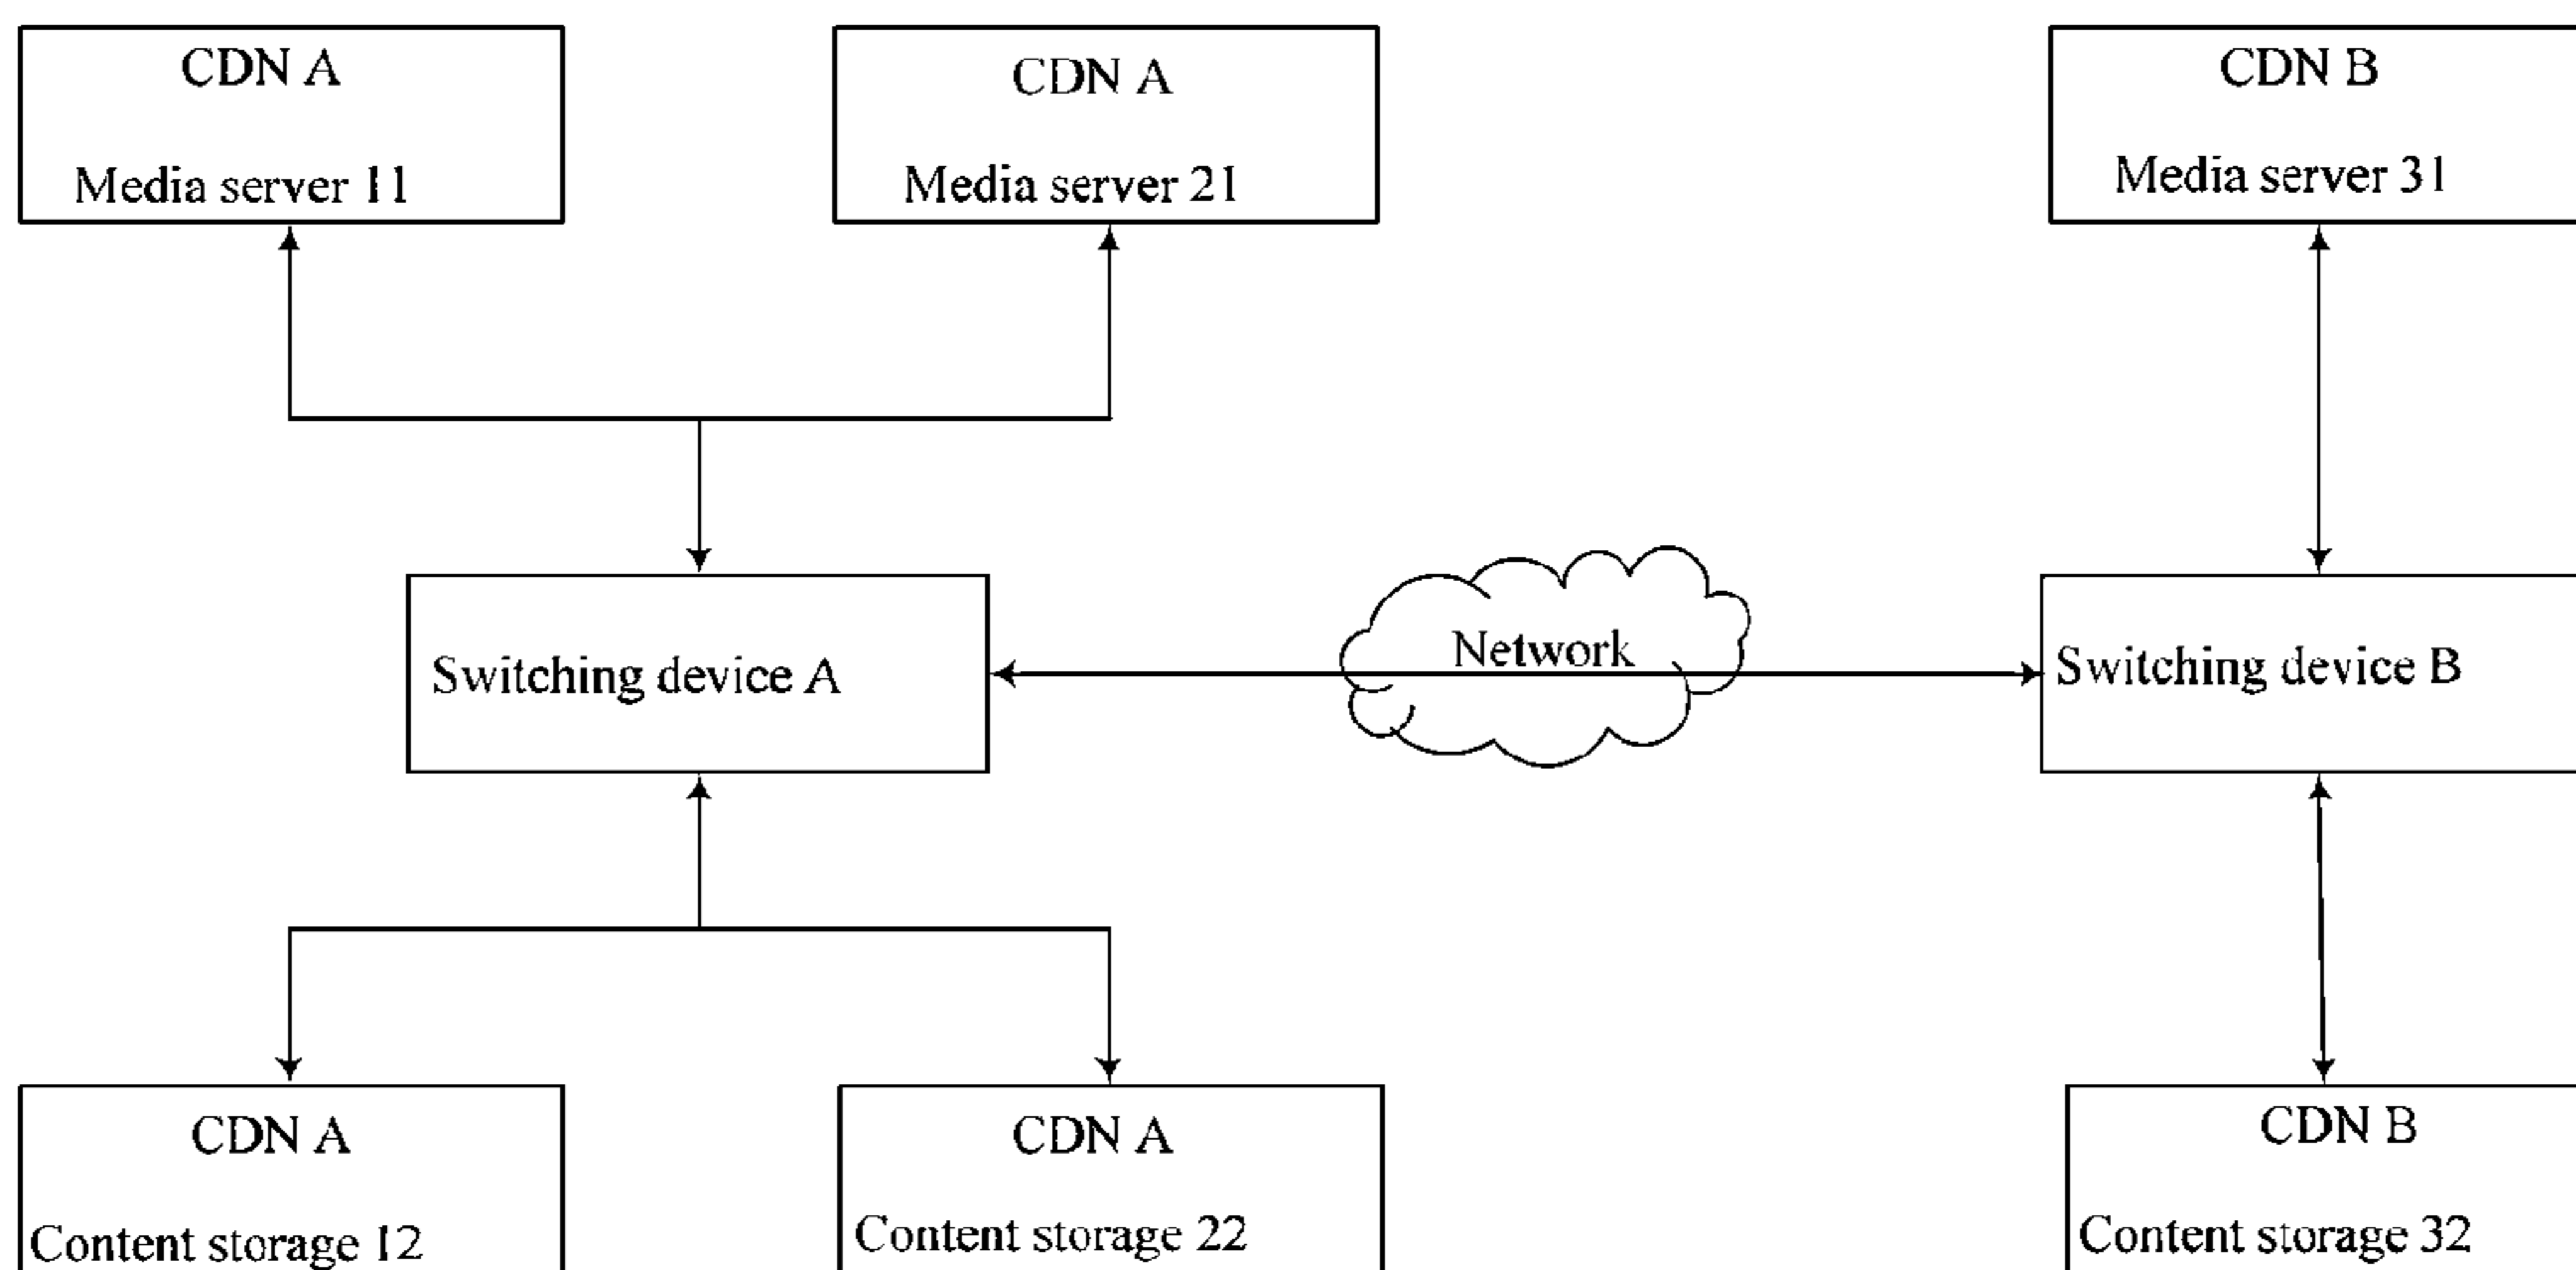 CDN A
Media server 11
CDN A
Media server 21
CDN B
Media server 31
Switching device A
Network
Switching device B
CDN A
Content storage 12
CDN A
Content storage 22
CDN B
Content storage 32